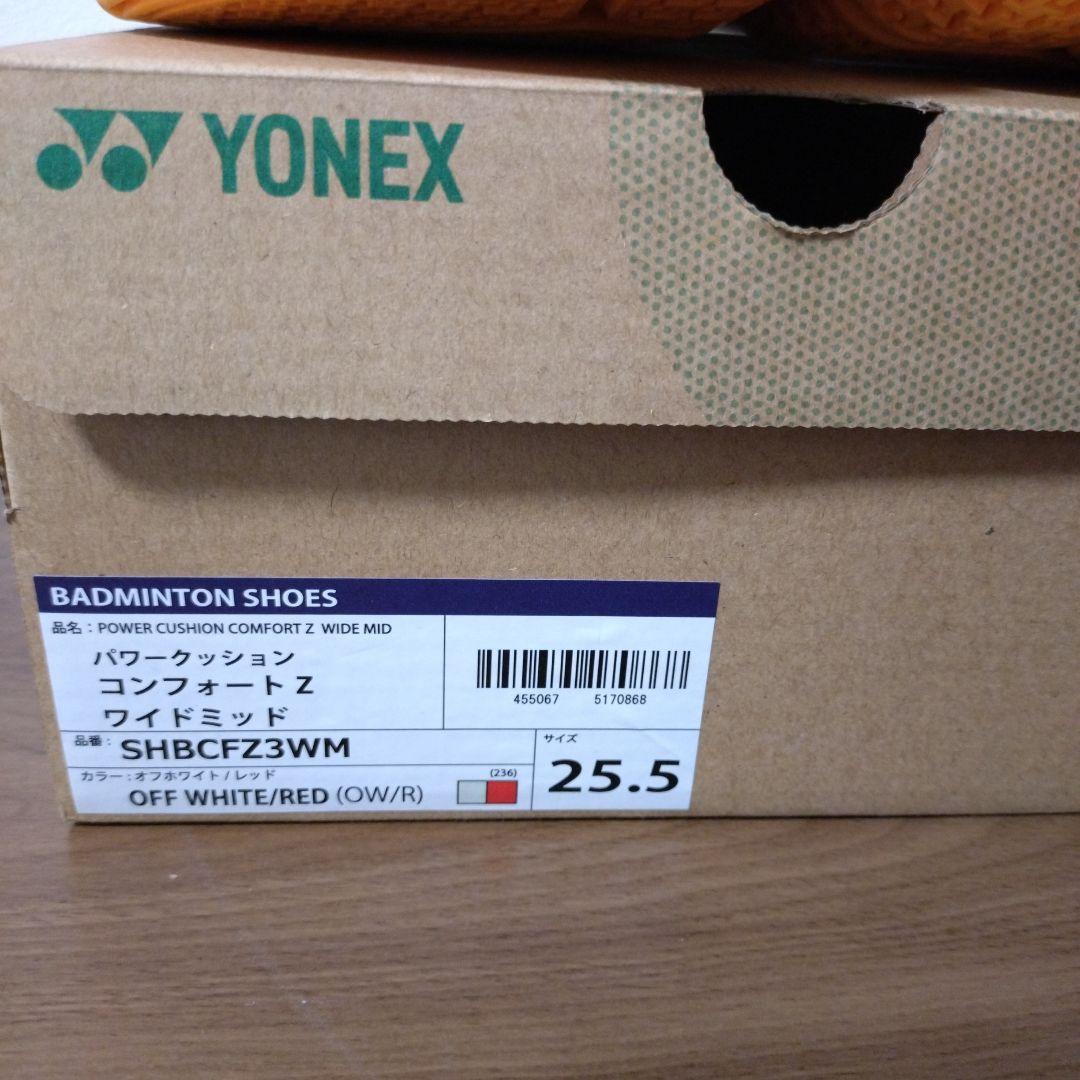 YONEX
BADMINTON SHOES
品名：POWER CUSHION COMFORT Z WIDE MID
パワークッション
コンフォート Z
ワイドミッド
455067 5170868
品番：SHBCFZ3WM
サイズ
25.5
カラー：オフホワイト / レッド
(236)
OFF WHITE/RED (OW/R)